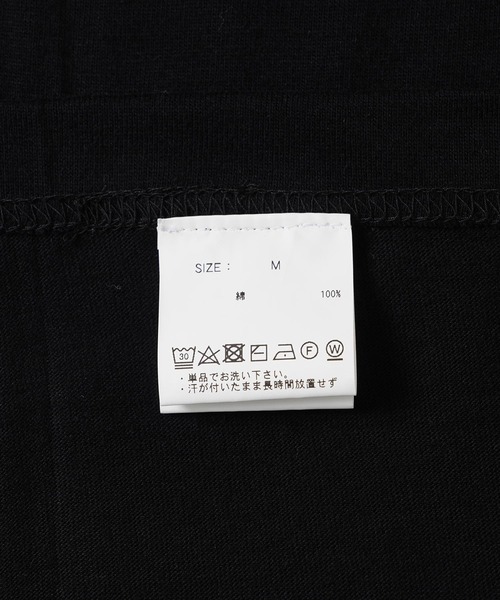 SIZE : M
綿 100%
30 F W
・単品でお洗い下さい。
・汗が付いたまま長時間放置せず